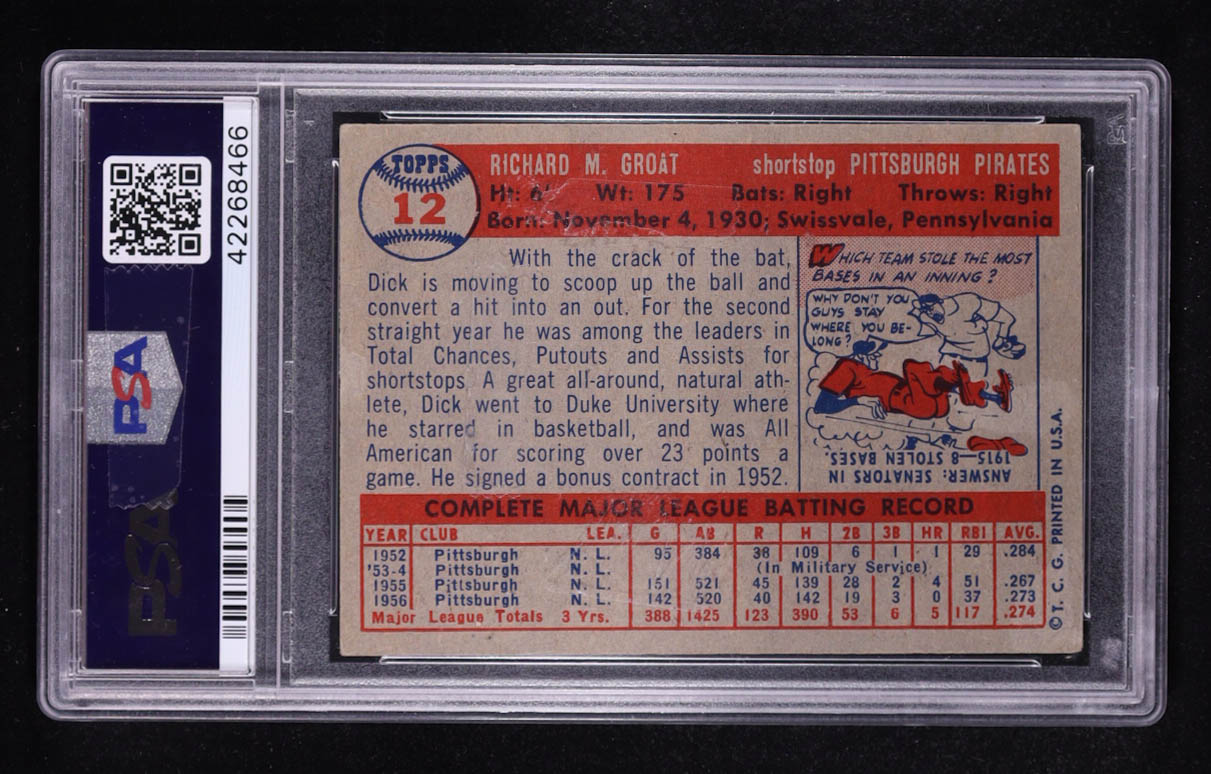 42268466
PSA
PSA
TOPPS
12
RICHARD M. GROAT shortstop PITTSBURGH PIRATES
Ht: 6' Wt: 175 Bats: Right Throws: Right
Born: November 4, 1930; Swissvale, Pennsylvania
With the crack of the bat,
Dick is moving to scoop up the ball and
convert a hit into an out. For the second
straight year he was among the leaders in
Total Chances, Putouts and Assists for
shortstops. A great all-around, natural ath-
lete, Dick went to Duke University where
he starred in basketball, and was All
American for scoring over 23 points a
game. He signed a bonus contract in 1952.
WHICH TEAM STOLE THE MOST
BASES IN AN INNING?
WHY DON'T YOU
GUYS STAY
WHERE YOU BE-
LONG?
ANSWER: SENATORS IN
1915—8 STOLEN BASES.
COMPLETE MAJOR LEAGUE BATTING RECORD
YEAR CLUB LEA. G AB R H 2B 3B HR RBI AVG.
1952 Pittsburgh N. L. 95 384 38 109 6 1 1 29 .284
'53-4 Pittsburgh N. L. (In Military Service)
1955 Pittsburgh N. L. 151 521 45 139 28 2 4 51 .267
1956 Pittsburgh N. L. 142 520 40 142 19 3 0 37 .273
Major League Totals 3 Yrs. 388 1425 123 390 53 6 5 117 .274
© T. C. G. PRINTED IN U.S.A.